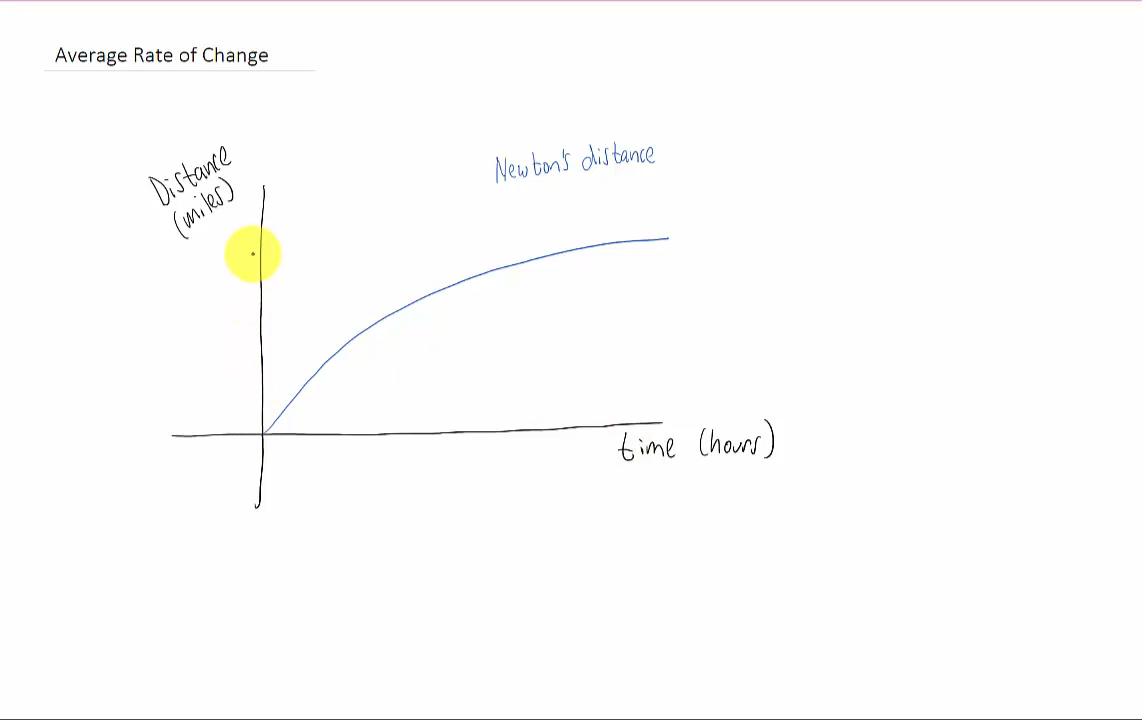 Average Rate of Change
Distance
(miles)
Newton's distance
time (hours)